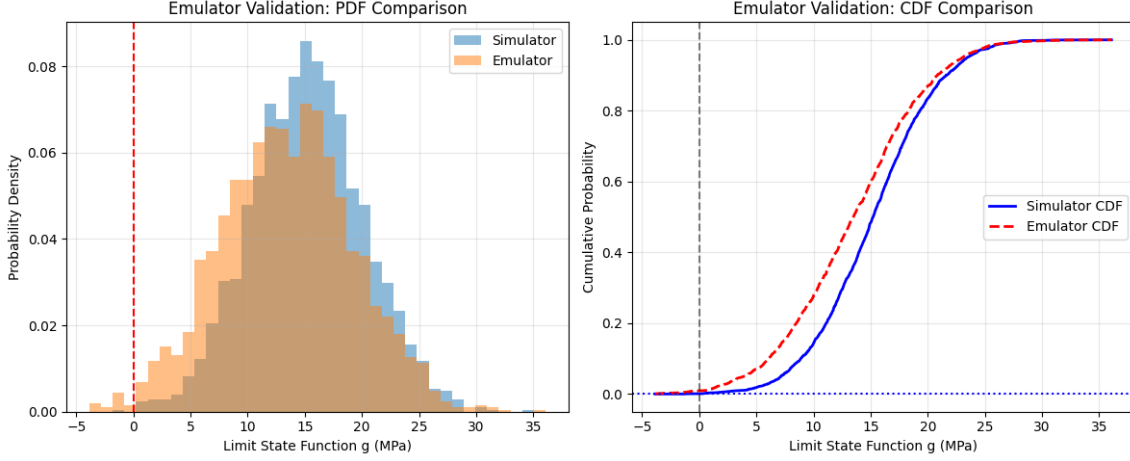 Emulator Validation: PDF Comparison
Simulator
Emulator
0.08
0.06
0.04
0.02
0.00
Probability Density
−5
0
5
10
15
20
25
30
35
Limit State Function g (MPa)
Emulator Validation: CDF Comparison
1.0
0.8
0.6
0.4
0.2
0.0
Cumulative Probability
Simulator CDF
Emulator CDF
−5
0
5
10
15
20
25
30
35
Limit State Function g (MPa)